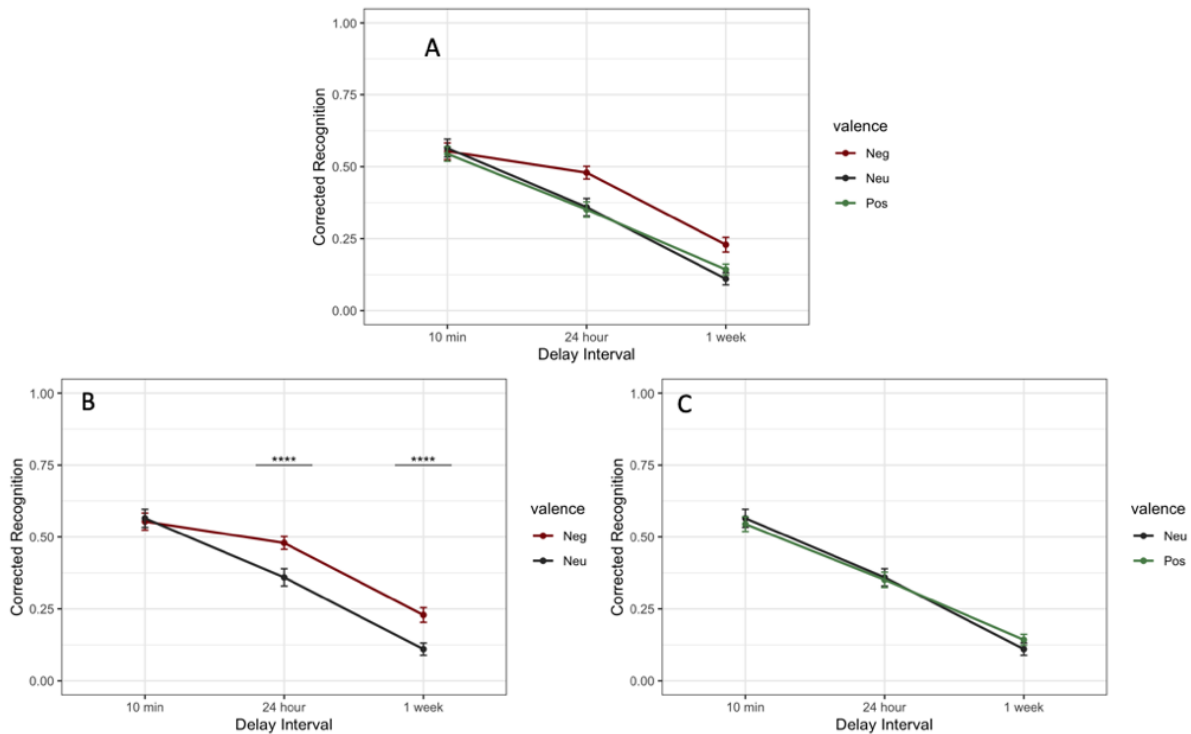 A
1.00
0.75
0.50
0.25
0.00
Corrected Recognition
10 min 24 hour 1 week
Delay Interval
valence
Neg
Neu
Pos
B
1.00
0.75
0.50
0.25
0.00
Corrected Recognition
**** ****
10 min 24 hour 1 week
Delay Interval
valence
Neg
Neu
C
1.00
0.75
0.50
0.25
0.00
Corrected Recognition
10 min 24 hour 1 week
Delay Interval
valence
Neu
Pos